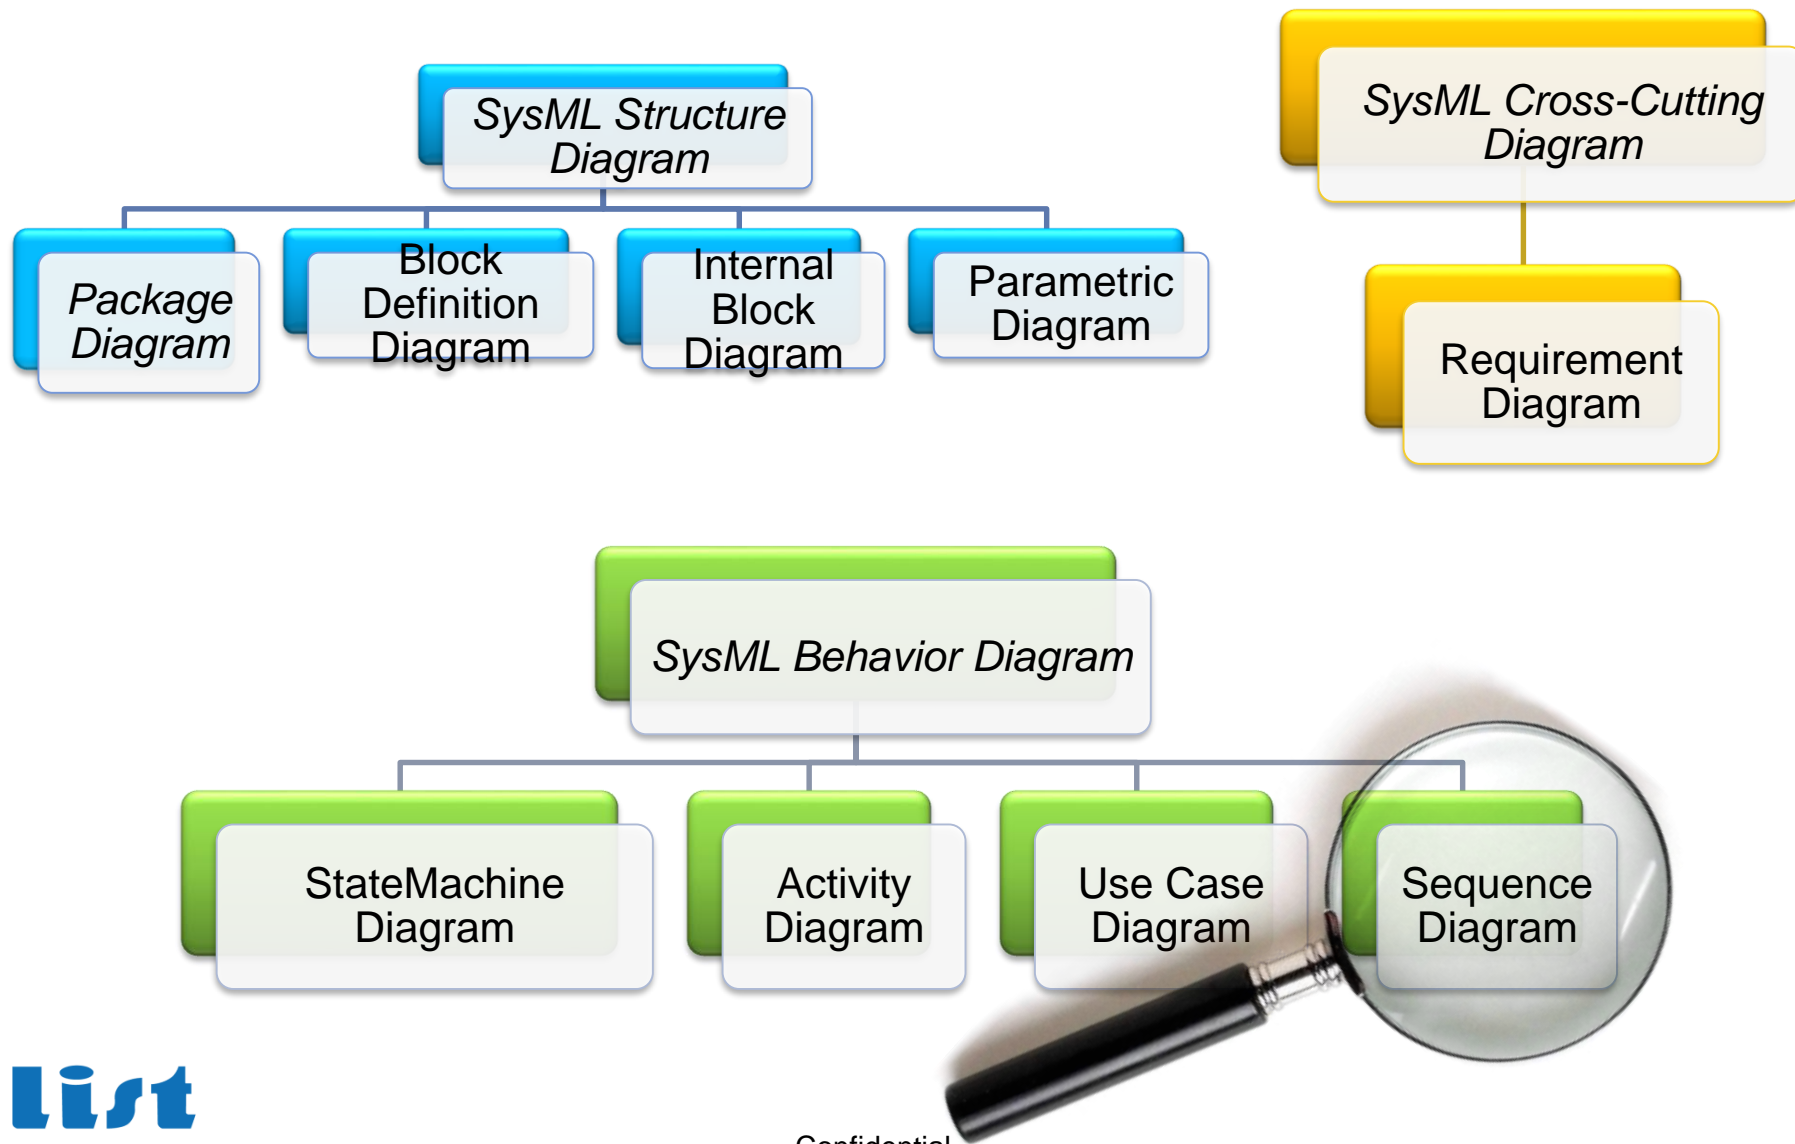 SysML Structure
Diagram
SysML Cross-Cutting
Diagram
Package
Diagram
Block
Definition
Diagram
Internal
Block
Diagram
Parametric
Diagram
Requirement
Diagram
SysML Behavior Diagram
StateMachine
Diagram
Activity
Diagram
Use Case
Diagram
Sequence
Diagram
list
Confidential